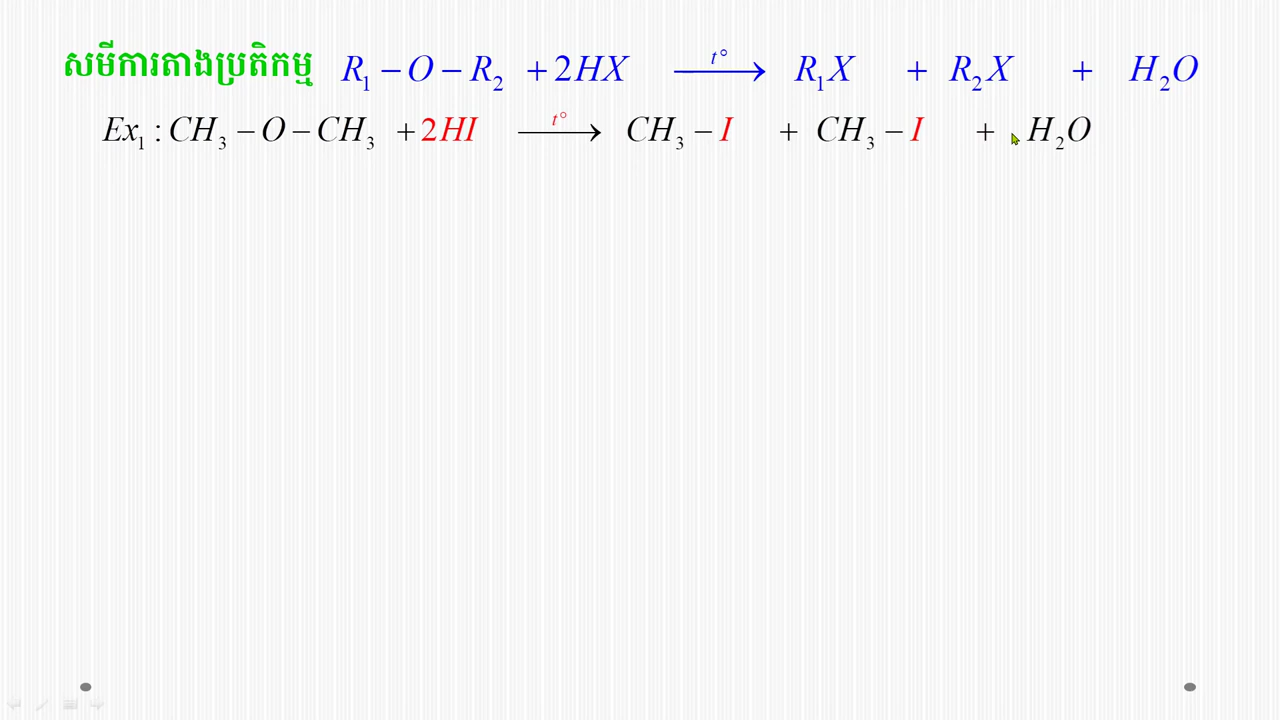 សមីការតាងប្រតិកម្ម R₁ – O – R₂ + 2HX —t°→ R₁X + R₂X + H₂O
Ex₁ : CH₃ – O – CH₃ + 2HI —t°→ CH₃ – I + CH₃ – I + H₂O